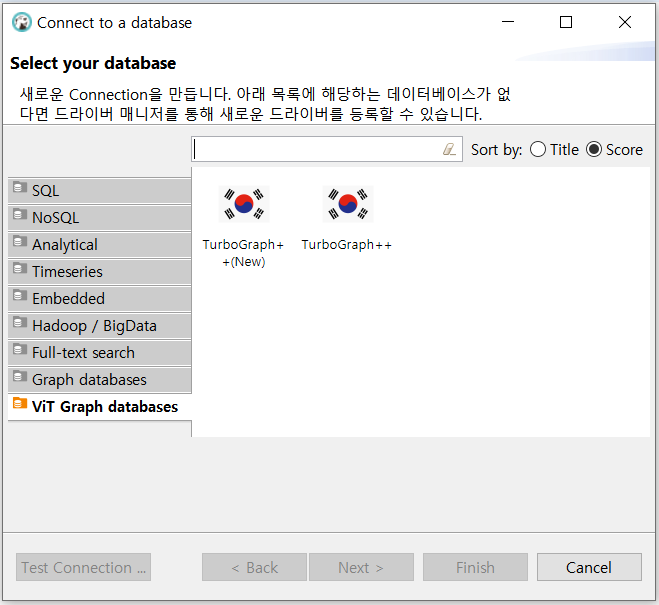 Connect to a database
Select your database
새로운 Connection을 만듭니다. 아래 목록에 해당하는 데이터베이스가 없
다면 드라이버 매니저를 통해 새로운 드라이버를 등록할 수 있습니다.
Sort by: Title Score
SQL
NoSQL
Analytical
Timeseries
Embedded
Hadoop / BigData
Full-text search
Graph databases
ViT Graph databases
TurboGraph+
+(New)
TurboGraph++
Test Connection ...
< Back
Next >
Finish
Cancel